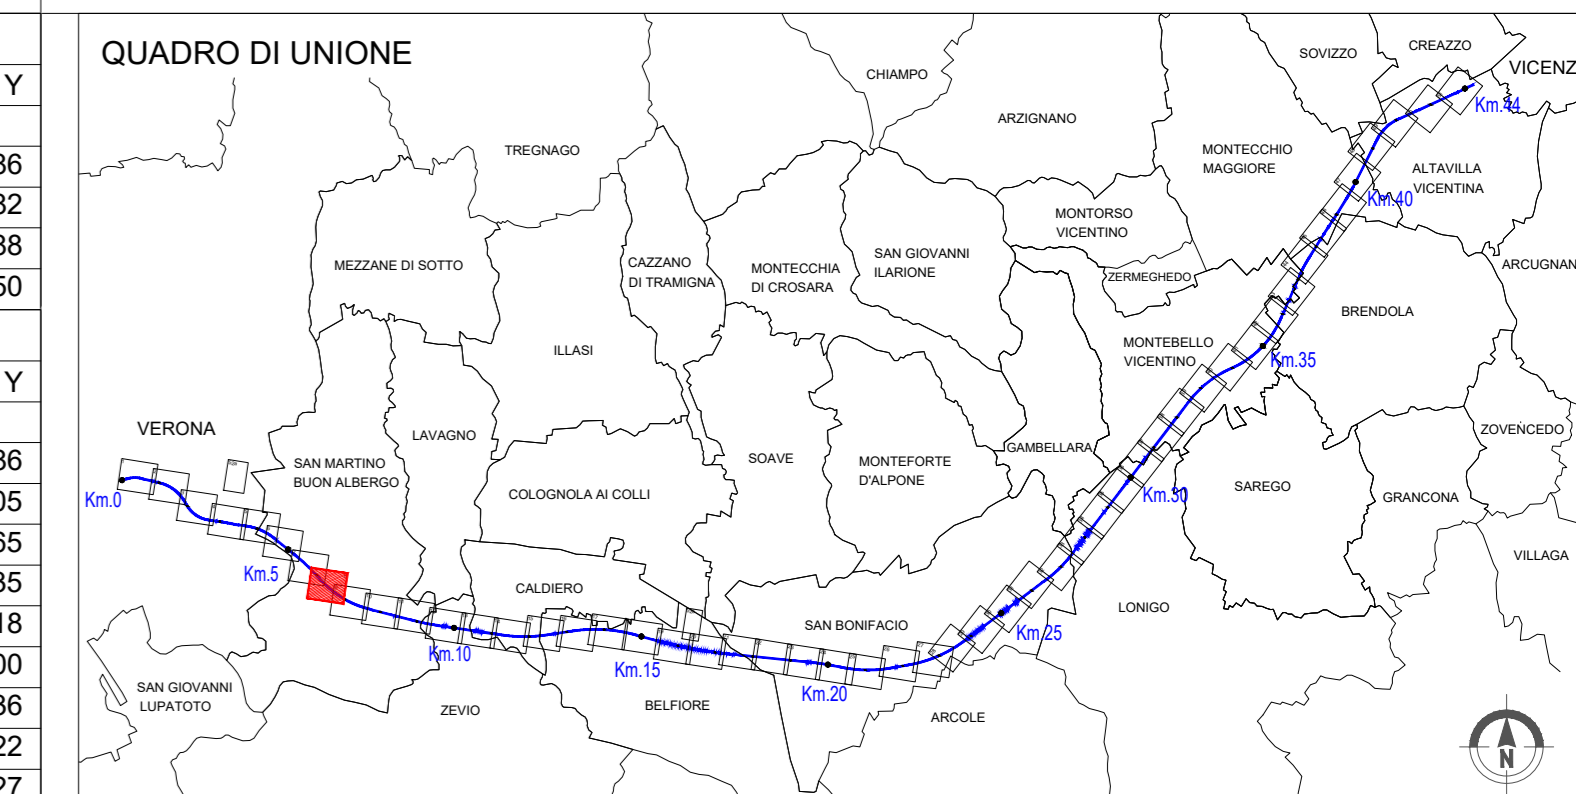 QUADRO DI UNIONE
Y
36
32
38
50
Y
36
05
65
35
18
00
36
22
27
CREAZZO
SOVIZZO
VICENZ
CHIAMPO
Km.44
ARZIGNANO
TREGNAGO
MONTECCHIO
MAGGIORE
ALTAVILLA
VICENTINA
Km.40
MONTORSO
VICENTINO
SAN GIOVANNI
ILARIONE
CAZZANO
DI TRAMIGNA
MONTECCHIA
DI CROSARA
MEZZANE DI SOTTO
ARCUGNAN
ZERMEGHEDO
BRENDOLA
MONTEBELLO
VICENTINO
ILLASI
Km.35
VERONA
LAVAGNO
ZOVENCEDO
GAMBELLARA
SOAVE
MONTEFORTE
D'ALPONE
SAN MARTINO
BUON ALBERGO
SAREGO
Km.0
COLOGNOLA AI COLLI
Km.30
GRANCONA
VILLAGA
Km.5
CALDIERO
LONIGO
SAN BONIFACIO
Km.25
Km.10
Km.15
SAN GIOVANNI
LUPATOTO
Km.20
BELFIORE
ZEVIO
ARCOLE
N